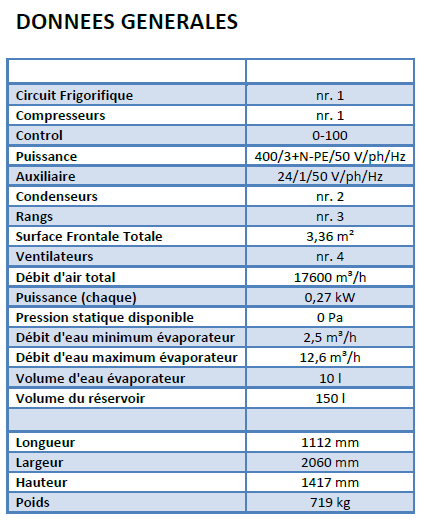 DONNEES GENERALES
Circuit Frigorifique nr. 1
Compresseurs nr. 1
Control 0-100
Puissance 400/3+N-PE/50 V/ph/Hz
Auxiliaire 24/1/50 V/ph/Hz
Condenseurs nr. 2
Rangs nr. 3
Surface Frontale Totale 3,36 m²
Ventilateurs nr. 4
Débit d'air total 17600 m³/h
Puissance (chaque) 0,27 kW
Pression statique disponible 0 Pa
Débit d'eau minimum évaporateur 2,5 m³/h
Débit d'eau maximum évaporateur 12,6 m³/h
Volume d'eau évaporateur 10 l
Volume du réservoir 150 l
Longueur 1112 mm
Largeur 2060 mm
Hauteur 1417 mm
Poids 719 kg